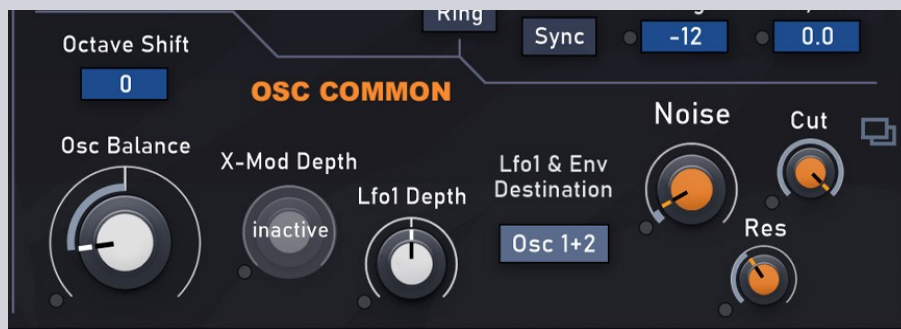 Ring
Octave Shift
Sync
-12
0.0
0
OSC COMMON
Noise
Cut
Osc Balance
X-Mod Depth
Lfo1 & Env
Destination
Lfo1 Depth
inactive
Osc 1+2
Res